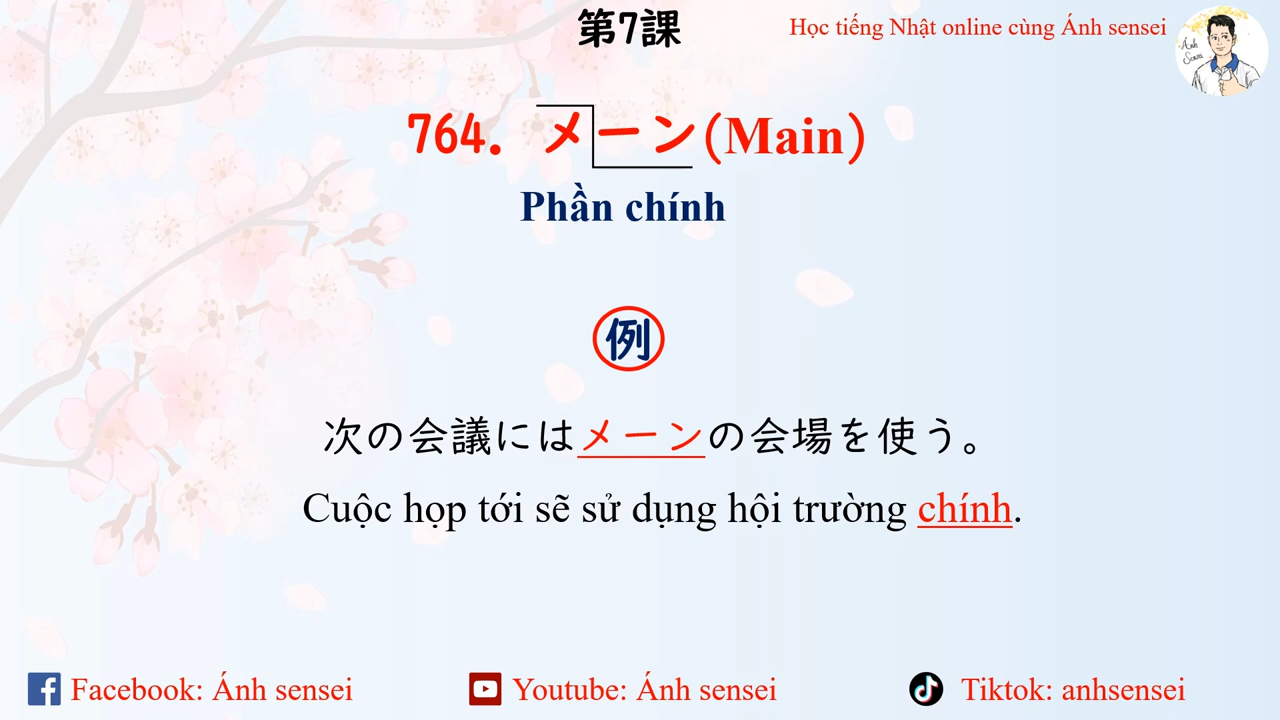 第7課
Học tiếng Nhật online cùng Ánh sensei
Ánh
Sensei
764. メーン(Main)
Phần chính
例
次の会議にはメーンの会場を使う。
Cuộc họp tới sẽ sử dụng hội trường chính.
Facebook: Ánh sensei
Youtube: Ánh sensei
Tiktok: anhsensei